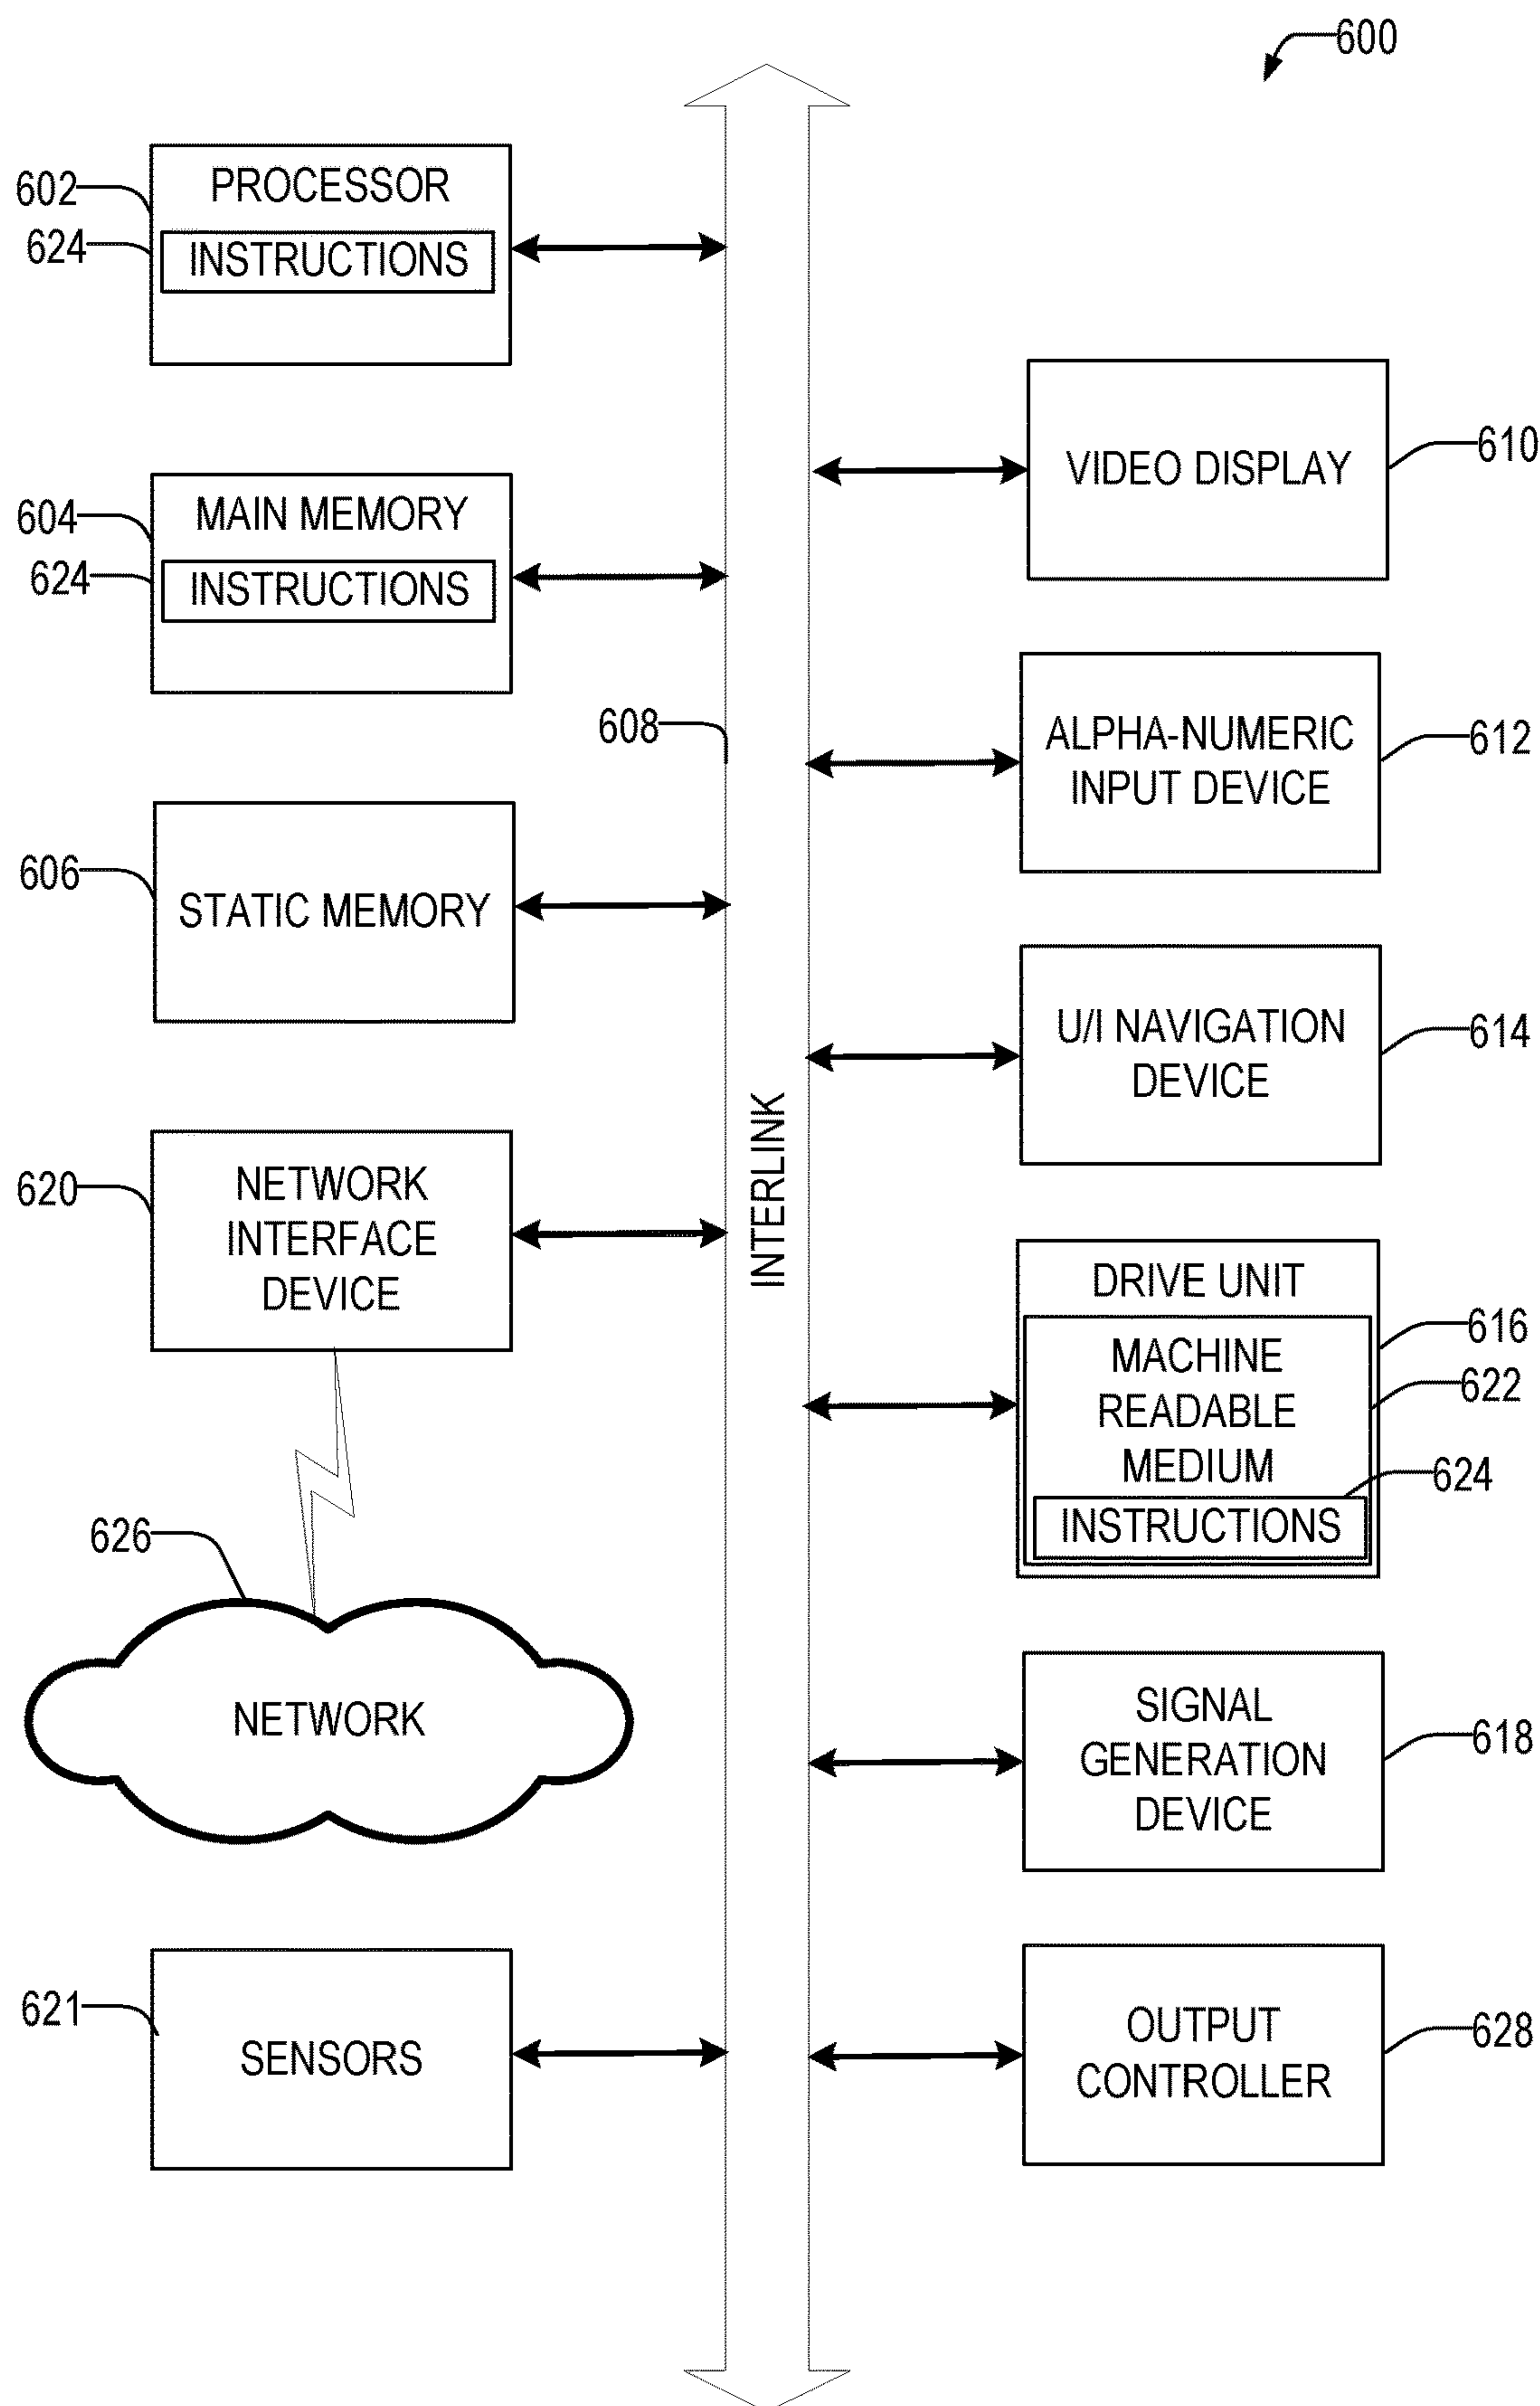 600
602
PROCESSOR
624
INSTRUCTIONS
604
MAIN MEMORY
624
INSTRUCTIONS
608
606
STATIC MEMORY
620
NETWORK
INTERFACE
DEVICE
626
NETWORK
621
SENSORS
INTERLINK
VIDEO DISPLAY
610
ALPHA-NUMERIC
INPUT DEVICE
612
U/I NAVIGATION
DEVICE
614
DRIVE UNIT
616
MACHINE
READABLE
MEDIUM
622
624
INSTRUCTIONS
SIGNAL
GENERATION
DEVICE
618
OUTPUT
CONTROLLER
628